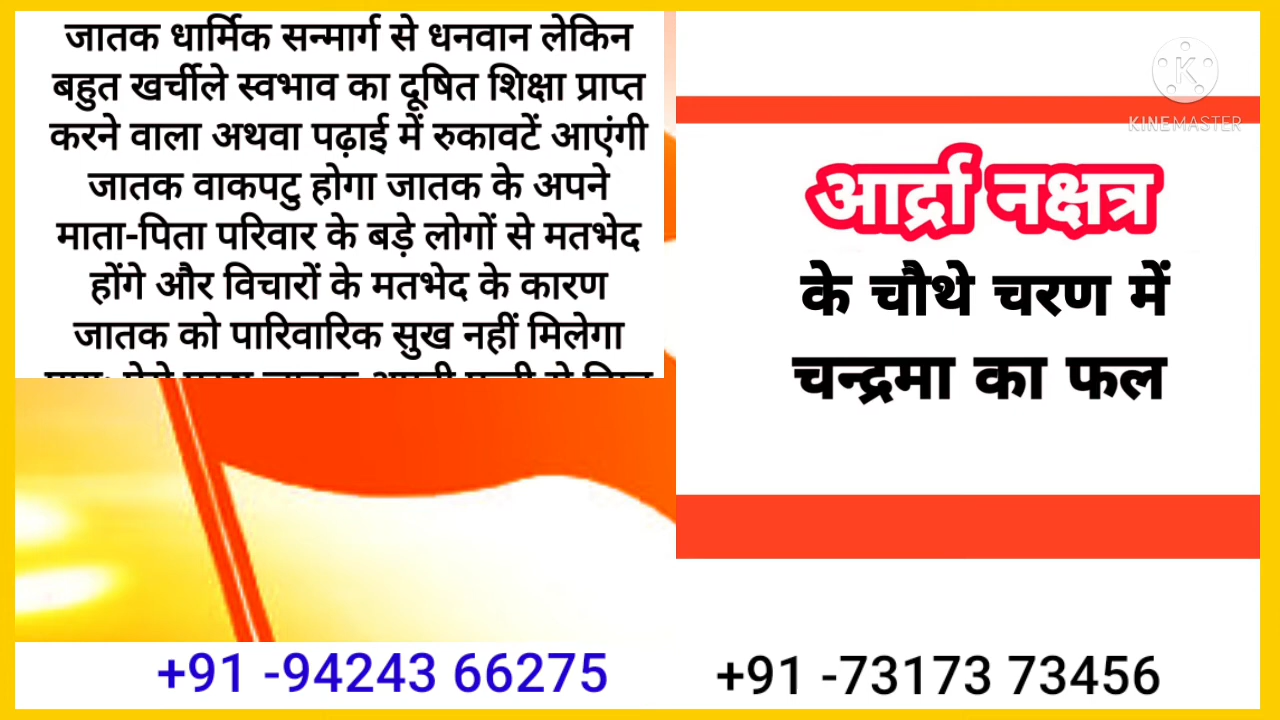 जातक धार्मिक सन्मार्ग से धनवान लेकिन
बहुत खर्चीले स्वभाव का दूषित शिक्षा प्राप्त
करने वाला अथवा पढ़ाई में रुकावटें आएंगी
जातक वाकपटु होगा जातक के अपने
माता-पिता परिवार के बड़े लोगों से मतभेद
होंगे और विचारों के मतभेद के कारण
जातक को पारिवारिक सुख नहीं मिलेगा
K
KINEMASTER
आर्द्रा नक्षत्र
के चौथे चरण में
चन्द्रमा का फल
+91 -94243 66275
+91 -73173 73456